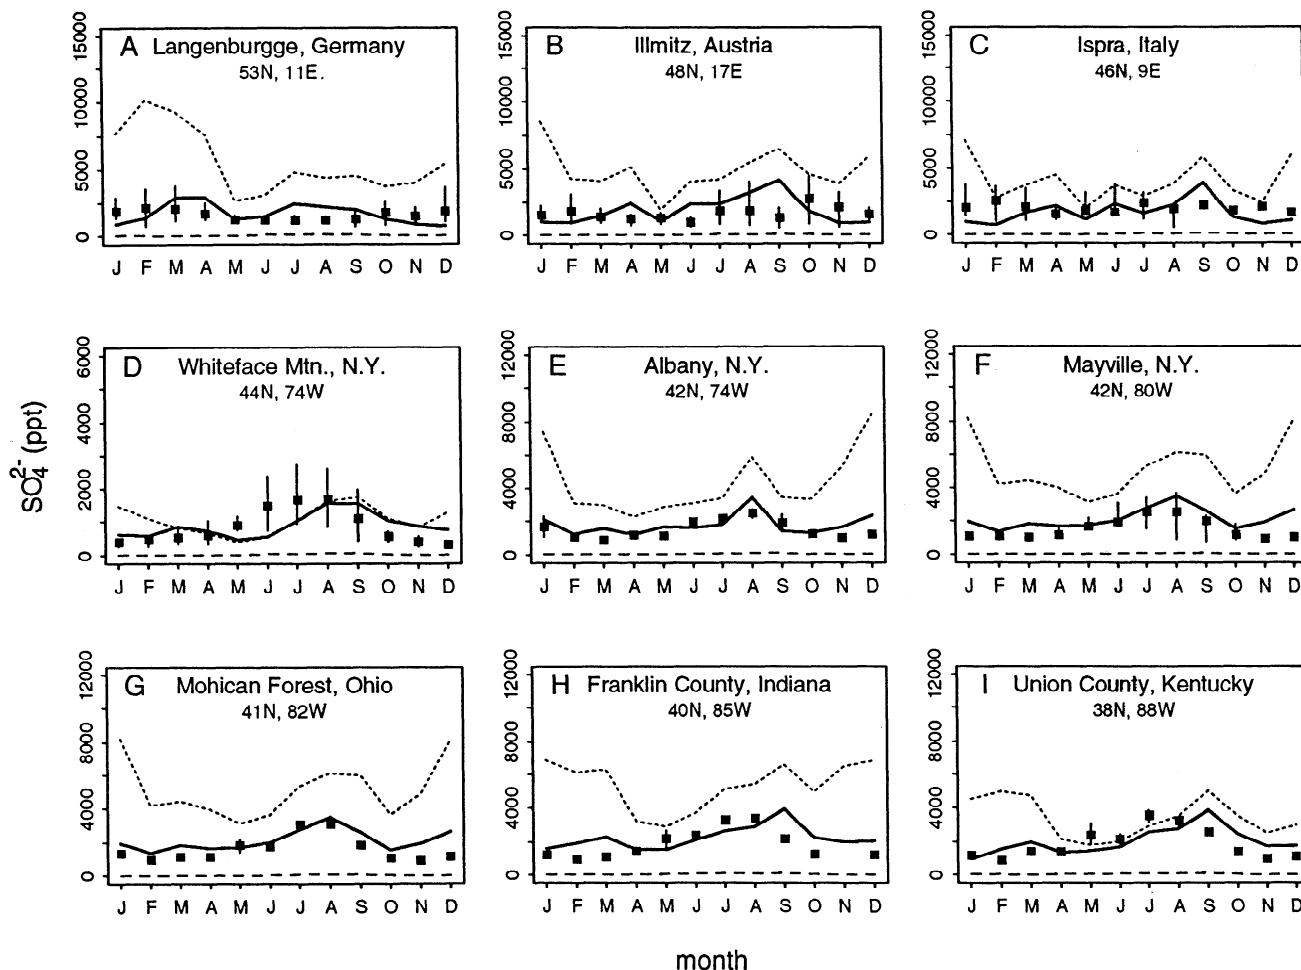 A Langenburgge, Germany
53N, 11E.
15000
10000
5000
0
J F M A M J J A S O N D
B Illmitz, Austria
48N, 17E
15000
10000
5000
0
J F M A M J J A S O N D
C Ispra, Italy
46N, 9E
15000
10000
5000
0
J F M A M J J A S O N D
SO₄²⁻ (ppt)
D Whiteface Mtn., N.Y.
44N, 74W
6000
4000
2000
0
J F M A M J J A S O N D
E Albany, N.Y.
42N, 74W
12000
8000
4000
0
J F M A M J J A S O N D
F Mayville, N.Y.
42N, 80W
12000
8000
4000
0
J F M A M J J A S O N D
G Mohican Forest, Ohio
41N, 82W
12000
8000
4000
0
J F M A M J J A S O N D
H Franklin County, Indiana
40N, 85W
12000
8000
4000
0
J F M A M J J A S O N D
I Union County, Kentucky
38N, 88W
12000
8000
4000
0
J F M A M J J A S O N D
month